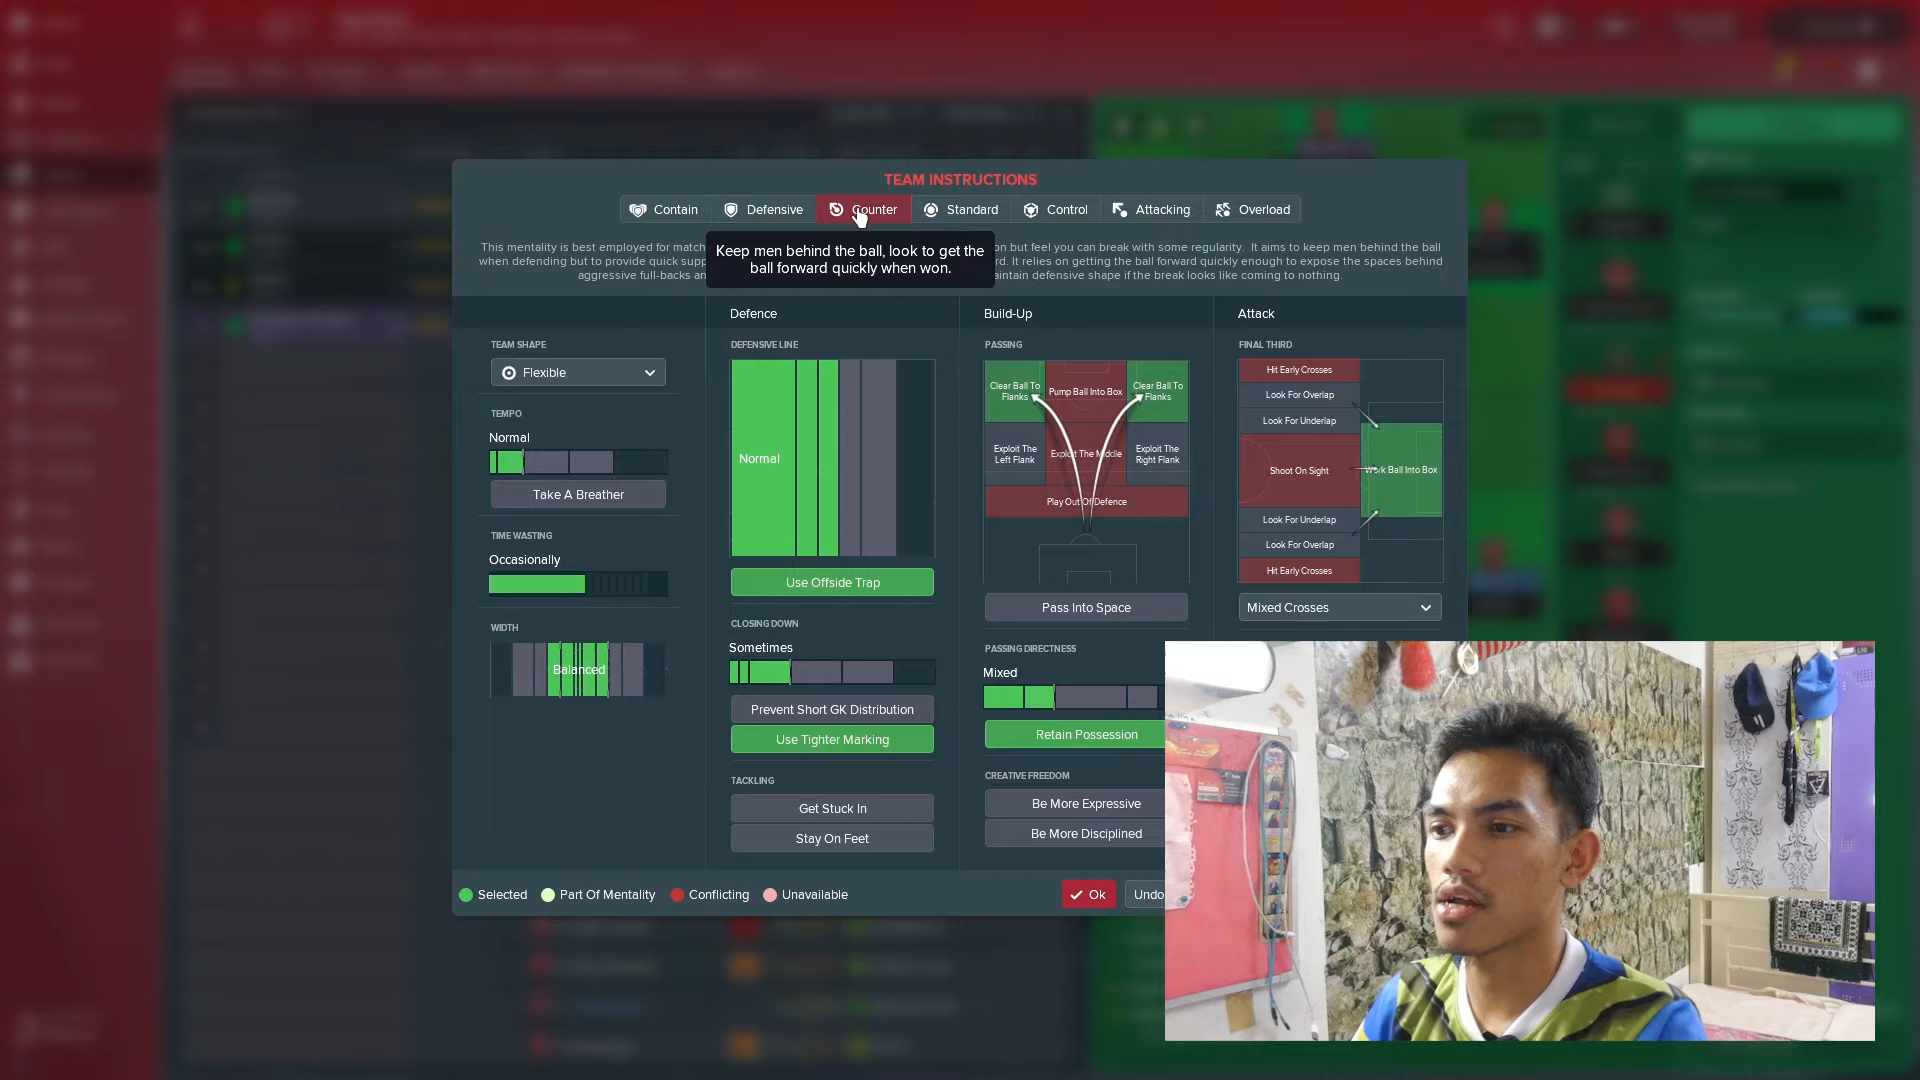 TEAM INSTRUCTIONS
Contain
Defensive
Counter
Standard
Control
Attacking
Overload
This mentality is best employed for match
on but feel you can break with some regularity. It aims to keep men behind the ball
when defending but to provide quick supp
rd. It relies on getting the ball forward quickly enough to expose the spaces behind
aggressive full-backs an
aintain defensive shape if the break looks like coming to nothing.
Keep men behind the ball, look to get the
ball forward quickly when won.
TEAM SHAPE
Flexible
TEMPO
Normal
Take A Breather
TIME WASTING
Occasionally
WIDTH
Balanced
Defence
DEFENSIVE LINE
Normal
Use Offside Trap
CLOSING DOWN
Sometimes
Prevent Short GK Distribution
Use Tighter Marking
TACKLING
Get Stuck In
Stay On Feet
Build-Up
PASSING
Clear Ball To
Flanks
Pump Ball Into Box
Clear Ball To
Flanks
Exploit The
Left Flank
Exploit The Middle
Exploit The
Right Flank
Play Out Of Defence
Pass Into Space
PASSING DIRECTNESS
Mixed
Retain Possession
CREATIVE FREEDOM
Be More Expressive
Be More Disciplined
Attack
FINAL THIRD
Hit Early Crosses
Look For Overlap
Look For Underlap
Shoot On Sight
Work Ball Into Box
Look For Underlap
Look For Overlap
Hit Early Crosses
Mixed Crosses
Selected
Part Of Mentality
Conflicting
Unavailable
Ok
Undo